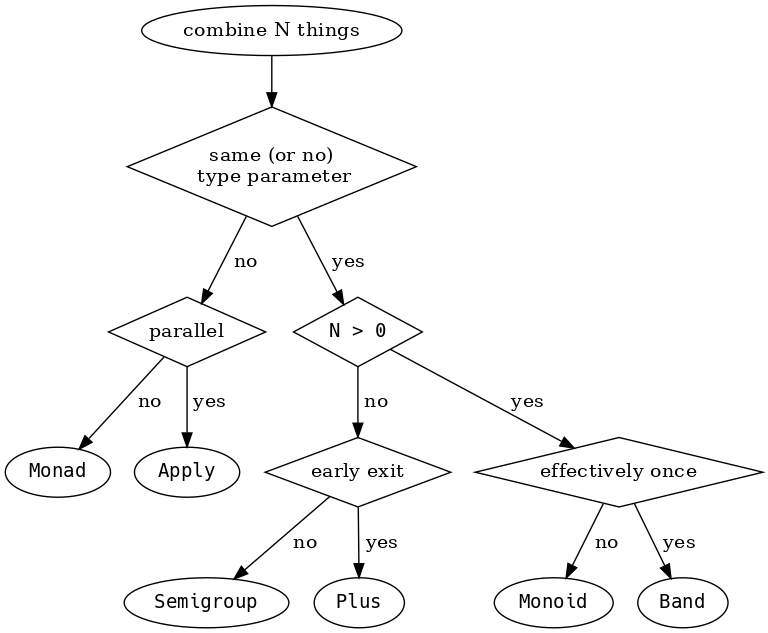 combine N things
same (or no)
type parameter
no
yes
parallel
N > 0
no
yes
no
yes
Monad
Apply
early exit
effectively once
no
yes
no
yes
Semigroup
Plus
Monoid
Band